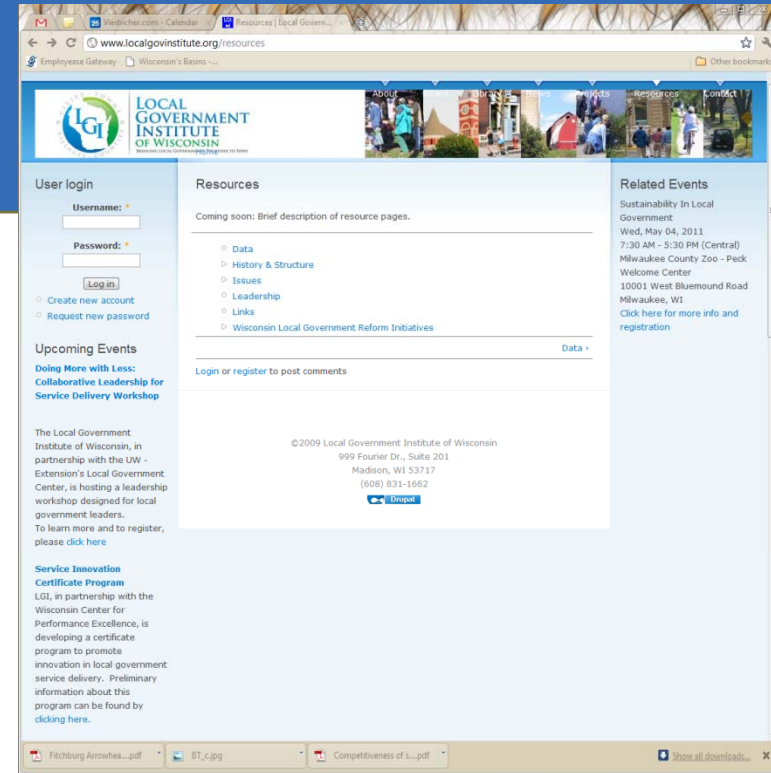 Vierbicher.com - Calendar
Resources | Local Govern...
www.localgovinstitute.org/resources
Employease Gateway
Wisconsin's Basins -...
Other bookmark
LGI
LOCAL
GOVERNMENT
INSTITUTE
OF WISCONSIN
About
Library
News
Projects
Resources
Contact
Home
User login
Username: *
Password: *
Log in
Create new account
Request new password
Upcoming Events
Doing More with Less:
Collaborative Leadership for
Service Delivery Workshop
The Local Government
Institute of Wisconsin, in
partnership with the UW -
Extension's Local Government
Center, is hosting a leadership
workshop designed for local
government leaders.
To learn more and to register,
please click here
Service Innovation
Certificate Program
LGI, in partnership with the
Wisconsin Center for
Performance Excellence, is
developing a certificate
program to promote
innovation in local government
service delivery. Preliminary
information about this
program can be found by
clicking here.
Resources
Coming soon: Brief description of resource pages.
Data
History & Structure
Issues
Leadership
Links
Wisconsin Local Government Reform Initiatives
Data ›
Login or register to post comments
©2009 Local Government Institute of Wisconsin
999 Fourier Dr., Suite 201
Madison, WI 53717
(608) 831-1662
Drupal
Related Events
Sustainability In Local
Government
Wed, May 04, 2011
7:30 AM - 5:30 PM (Central)
Milwaukee County Zoo - Peck
Welcome Center
10001 West Bluemound Road
Milwaukee, WI
Click here for more info and
registration
Fitchburg Arrowhea....pdf
BT_c.jpg
Competitiveness of s....pdf
Show all downloads...